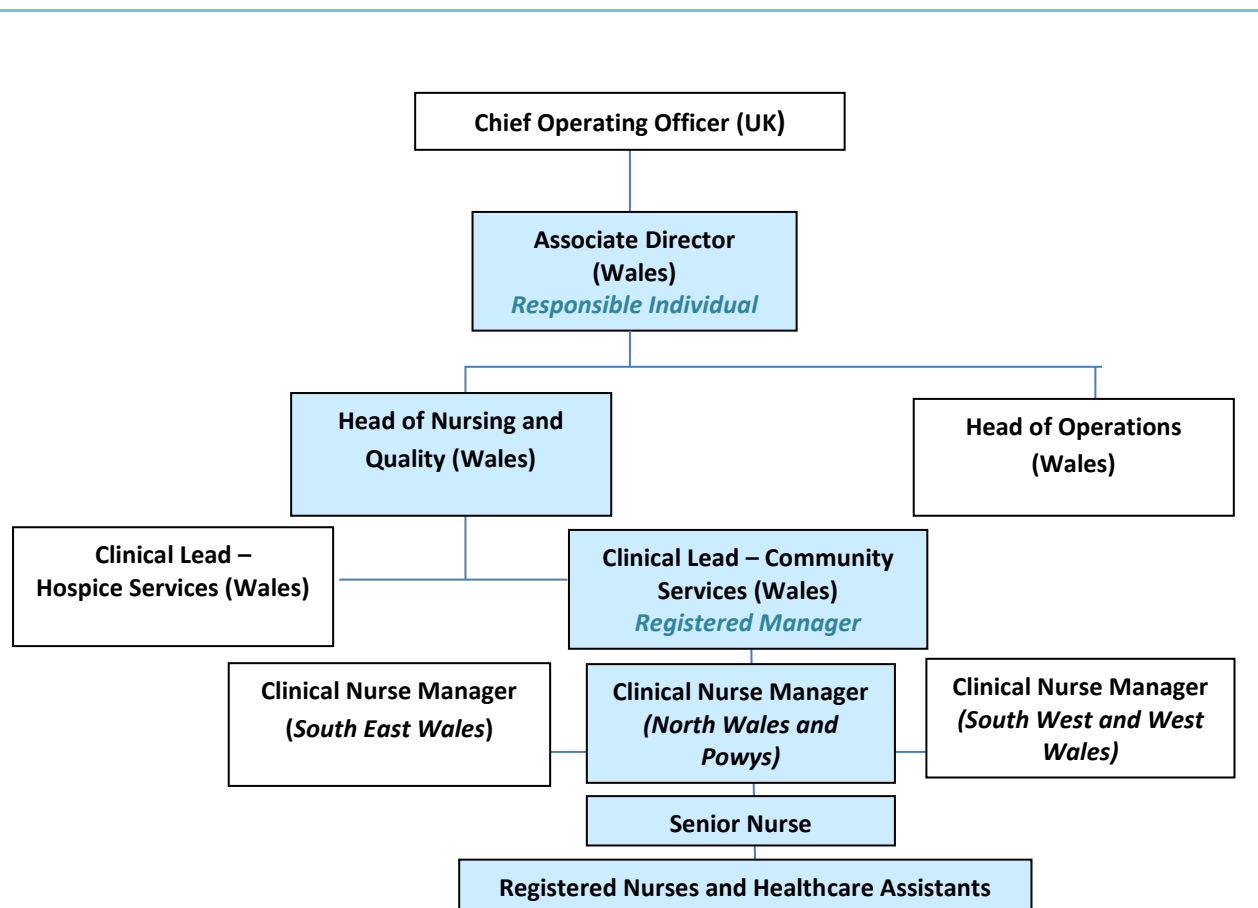 Chief Operating Officer (UK)
Associate Director
(Wales)
Responsible Individual
Head of Nursing and
Quality (Wales)
Head of Operations
(Wales)
Clinical Lead –
Hospice Services (Wales)
Clinical Lead – Community
Services (Wales)
Registered Manager
Clinical Nurse Manager
(South East Wales)
Clinical Nurse Manager
(North Wales and
Powys)
Clinical Nurse Manager
(South West and West
Wales)
Senior Nurse
Registered Nurses and Healthcare Assistants